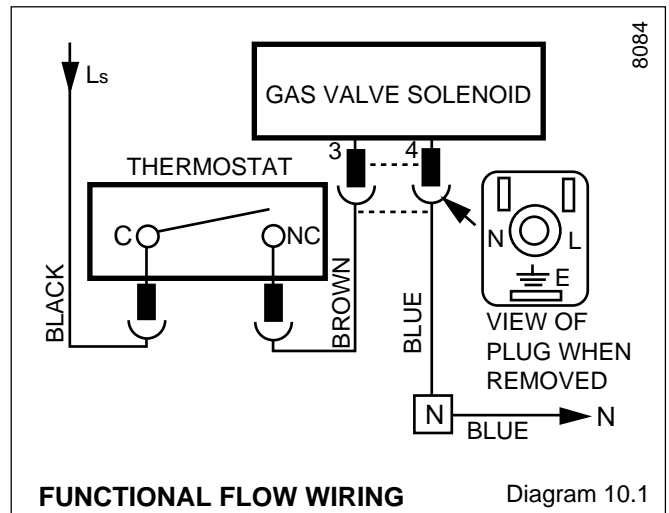 8084
Ls
GAS VALVE SOLENOID
3
4
THERMOSTAT
C
NC
N
L
E
BLACK
BROWN
BLUE
VIEW OF
PLUG WHEN
REMOVED
N
N
BLUE
FUNCTIONAL FLOW WIRING
Diagram 10.1